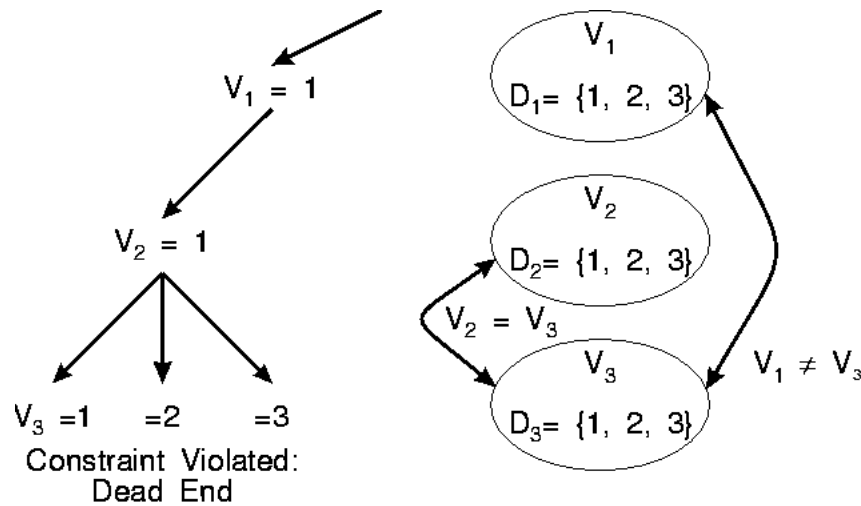 V₁ = 1
V₂ = 1
V₃ =1 =2 =3
Constraint Violated:
Dead End
V₁
D₁= {1, 2, 3}
V₂
D₂= {1, 2, 3}
V₂ = V₃
V₃
D₃= {1, 2, 3}
V₁ ≠ V₃